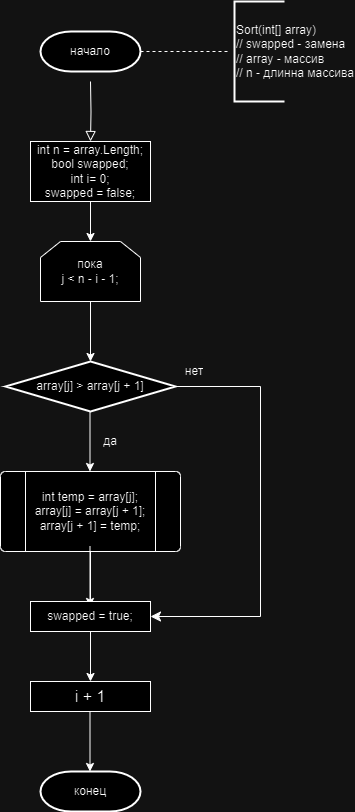 начало
Sort(int[] array)
// swapped - замена
// array - массив
// n - длинна массива
int n = array.Length;
bool swapped;
int i= 0;
swapped = false;
пока
j < n - i - 1;
array[j] > array[j + 1]
нет
да
int temp = array[j];
array[j] = array[j + 1];
array[j + 1] = temp;
swapped = true;
i + 1
конец